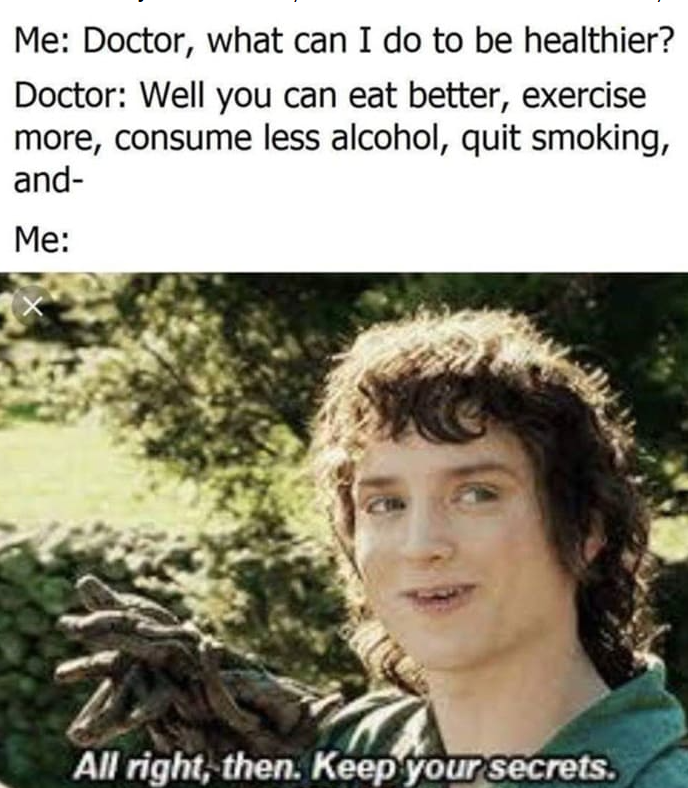 Me: Doctor, what can I do to be healthier?
Doctor: Well you can eat better, exercise
more, consume less alcohol, quit smoking,
and-
Me:
All right, then. Keep your secrets.